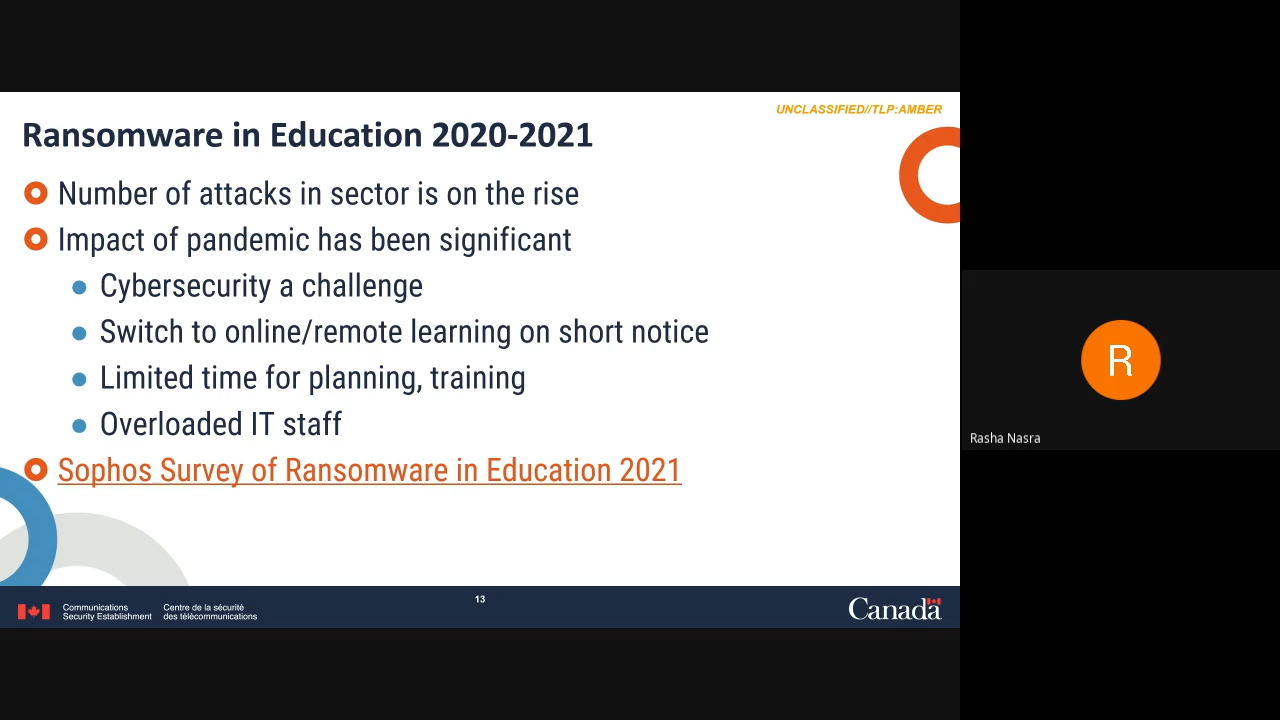 UNCLASSIFIED//TLP:AMBER
Ransomware in Education 2020-2021
Number of attacks in sector is on the rise
Impact of pandemic has been significant
Cybersecurity a challenge
Switch to online/remote learning on short notice
Limited time for planning, training
Overloaded IT staff
Sophos Survey of Ransomware in Education 2021
Communications
Security Establishment
Centre de la sécurité
des télécommunications
13
Canada
R
Rasha Nasra